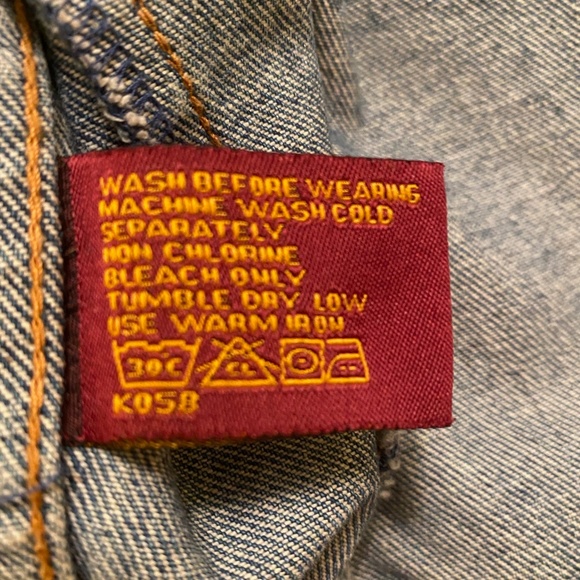 WASH BEFORE WEARING
MACHINE WASH COLD
SEPARATELY
NON CHLORINE
BLEACH ONLY
TUMBLE DRY LOW
USE WARM IRON
30C CL
K058